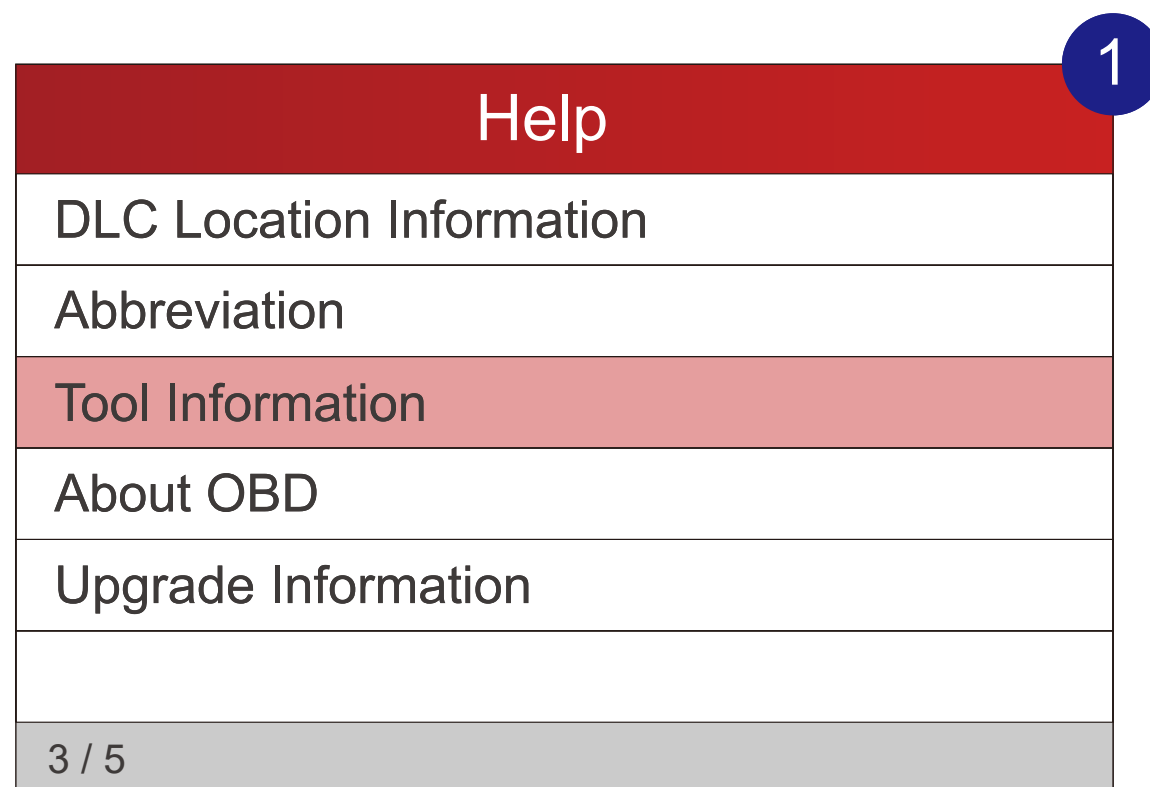 1
Help
DLC Location Information
Abbreviation
Tool Information
About OBD
Upgrade Information
3 / 5